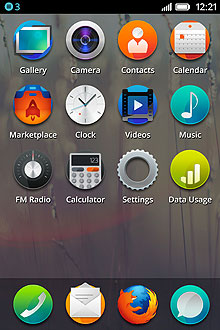 3 12:21
Gallery Camera Contacts Calendar
Marketplace Clock Videos Music
FM Radio Calculator Settings Data Usage